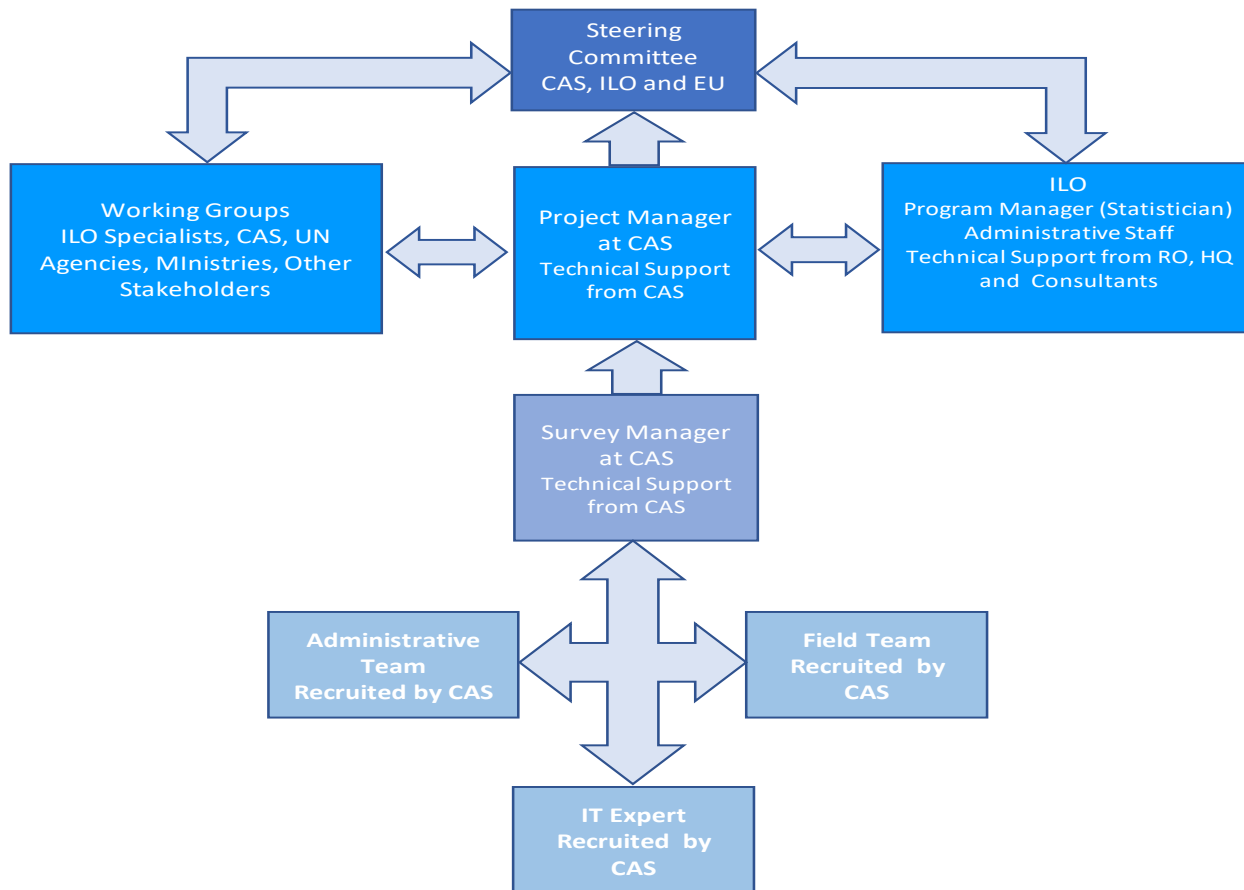 Steering
Committee
CAS, ILO and EU
Working Groups
ILO Specialists, CAS, UN
Agencies, MInistries, Other
Stakeholders
Project Manager
at CAS
Technical Support
from CAS
ILO
Program Manager (Statistician)
Administrative Staff
Technical Support from RO, HQ
and Consultants
Survey Manager
at CAS
Technical Support
from CAS
Administrative
Team
Recruited by CAS
Field Team
Recruited by
CAS
IT Expert
Recruited by
CAS